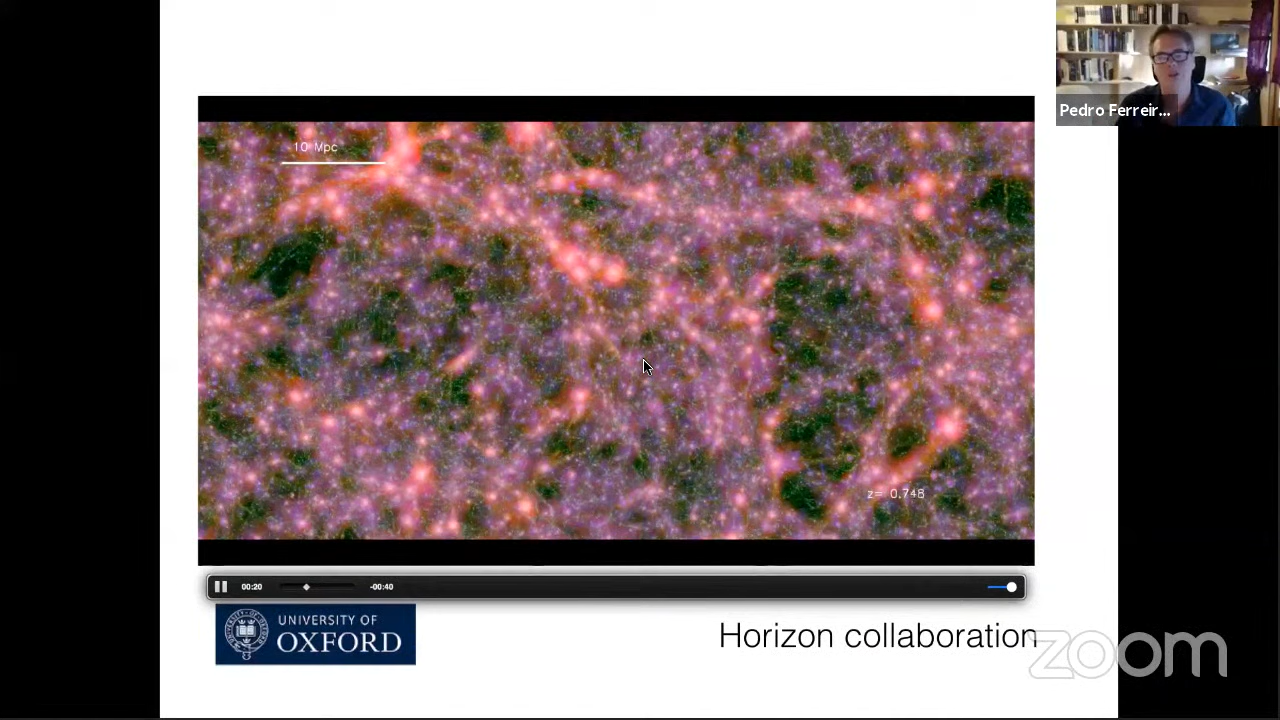 Pedro Ferreir...
10 Mpc
z= 0.748
00:20
-00:40
UNIVERSITY OF
OXFORD
Horizon collaboration
zoom